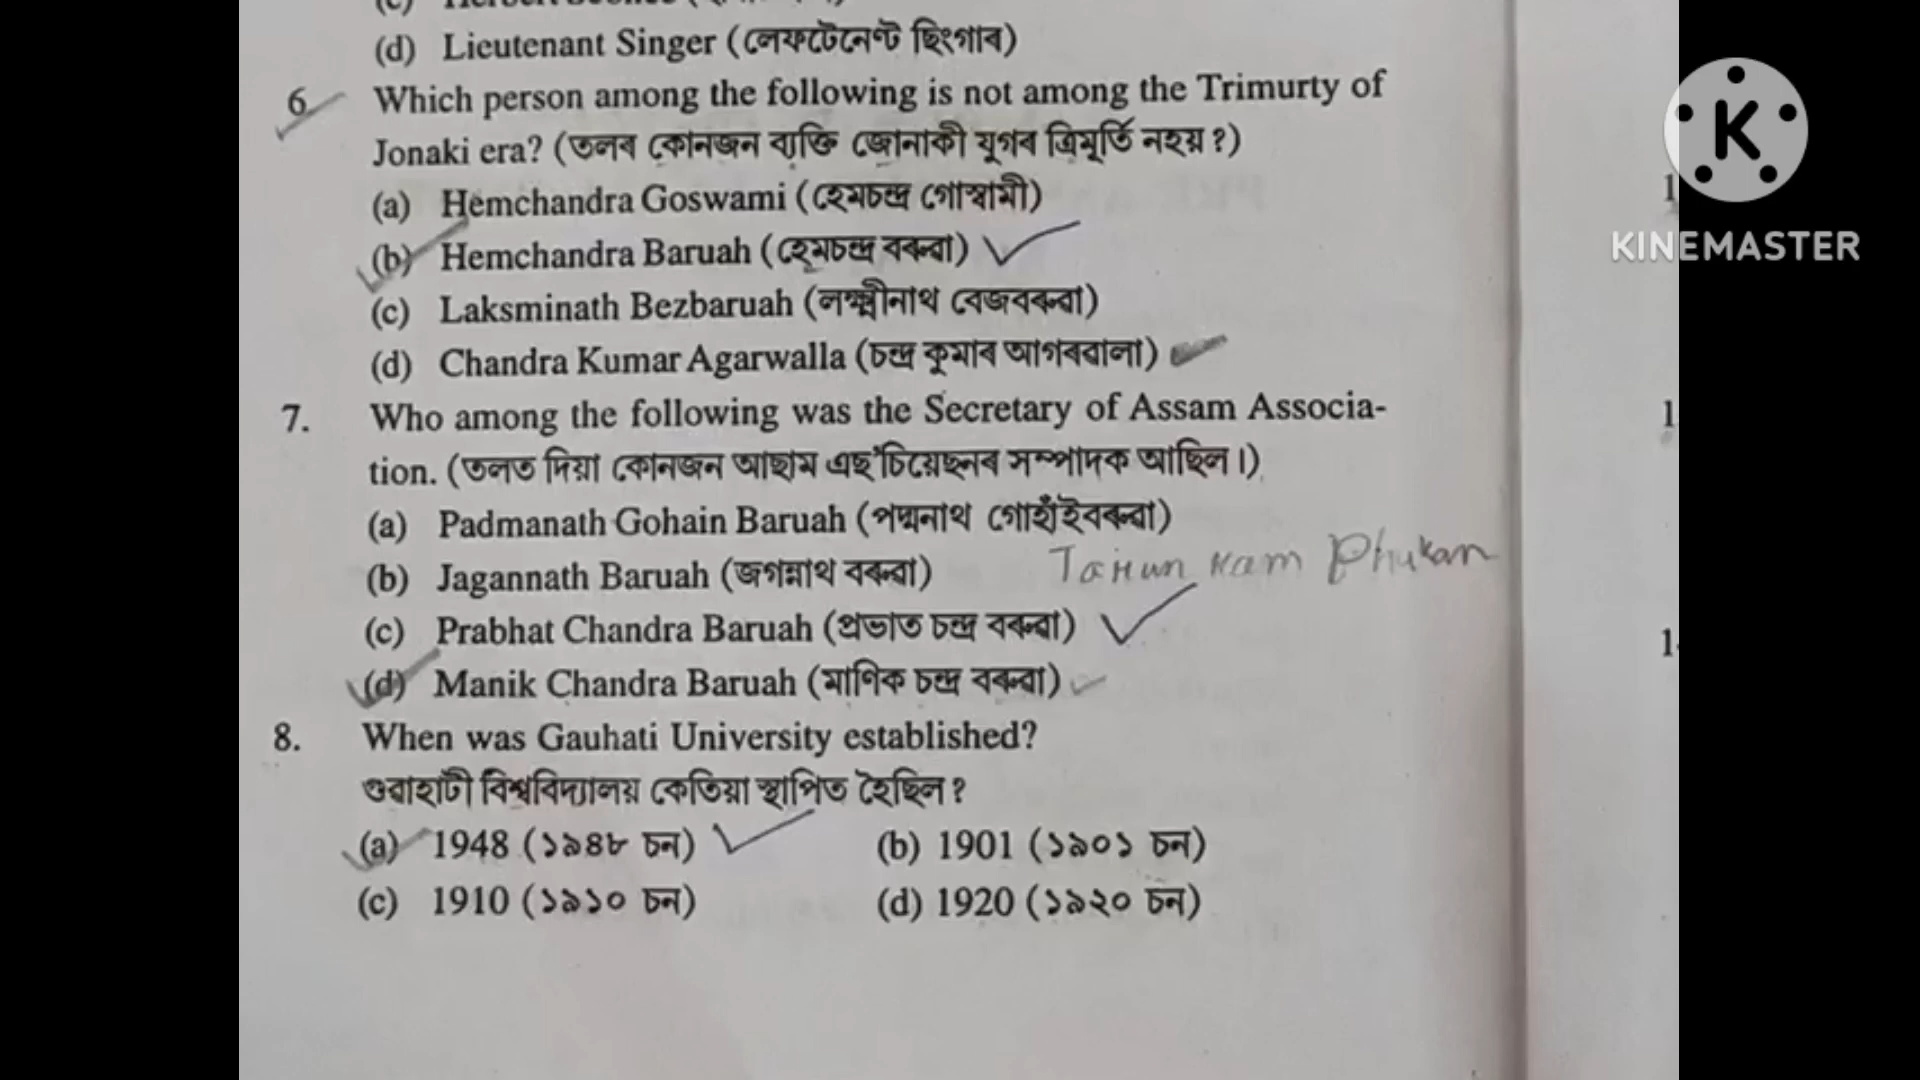 (d) Lieutenant Singer (লেফটেনেণ্ট ছিংগাৰ)
6. Which person among the following is not among the Trimurty of
Jonaki era? (তলৰ কোনজন ব্যক্তি জোনাকী যুগৰ ত্ৰিমূৰ্তি নহয়?)
(a) Hemchandra Goswami (হেমচন্দ্ৰ গোস্বামী)
(b) Hemchandra Baruah (হেমচন্দ্ৰ বৰুৱা)
(c) Laksminath Bezbaruah (লক্ষ্মীনাথ বেজবৰুৱা)
(d) Chandra Kumar Agarwalla (চন্দ্ৰ কুমাৰ আগৰৱালা)
7. Who among the following was the Secretary of Assam Associa-
tion. (তলত দিয়া কোনজন আছাম এছ'চিয়েছনৰ সম্পাদক আছিল।)
(a) Padmanath Gohain Baruah (পদ্মনাথ গোহাঁইবৰুৱা)
(b) Jagannath Baruah (জগন্নাথ বৰুৱা)
Tarun ram Phukan
(c) Prabhat Chandra Baruah (প্ৰভাত চন্দ্ৰ বৰুৱা)
(d) Manik Chandra Baruah (মাণিক চন্দ্ৰ বৰুৱা)
8. When was Gauhati University established?
গুৱাহাটী বিশ্ববিদ্যালয় কেতিয়া স্থাপিত হৈছিল?
(a) 1948 (১৯৪৮ চন) (b) 1901 (১৯০১ চন)
(c) 1910 (১৯১০ চন) (d) 1920 (১৯২০ চন)
K
KINEMASTER